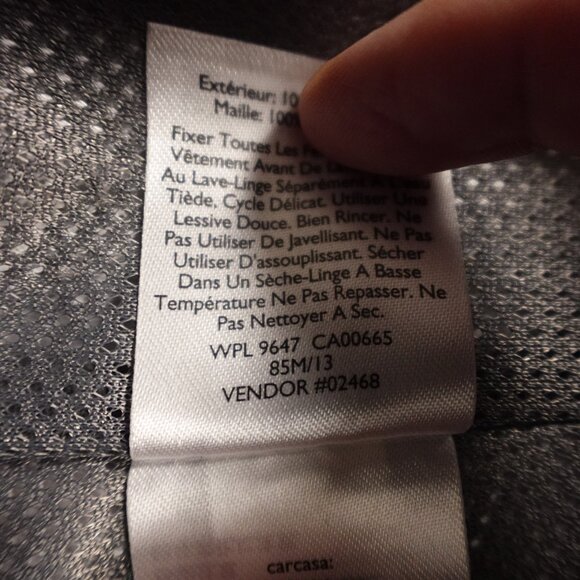 Extérieur:
Maille:
Fixer Toutes Les
Vêtement Avant De
Au Lave-Linge Séparément À
Tiède, Cycle Délicat. Utiliser Une
Lessive Douce. Bien Rincer. Ne
Pas Utiliser De Javellisant. Ne Pas
Utiliser D'assouplissant. Sécher
Dans Un Sèche-Linge A Basse
Température Ne Pas Repasser. Ne
Pas Nettoyer A Sec.
WPL 9647 CA00665
85M/13
VENDOR #02468
carcasa: